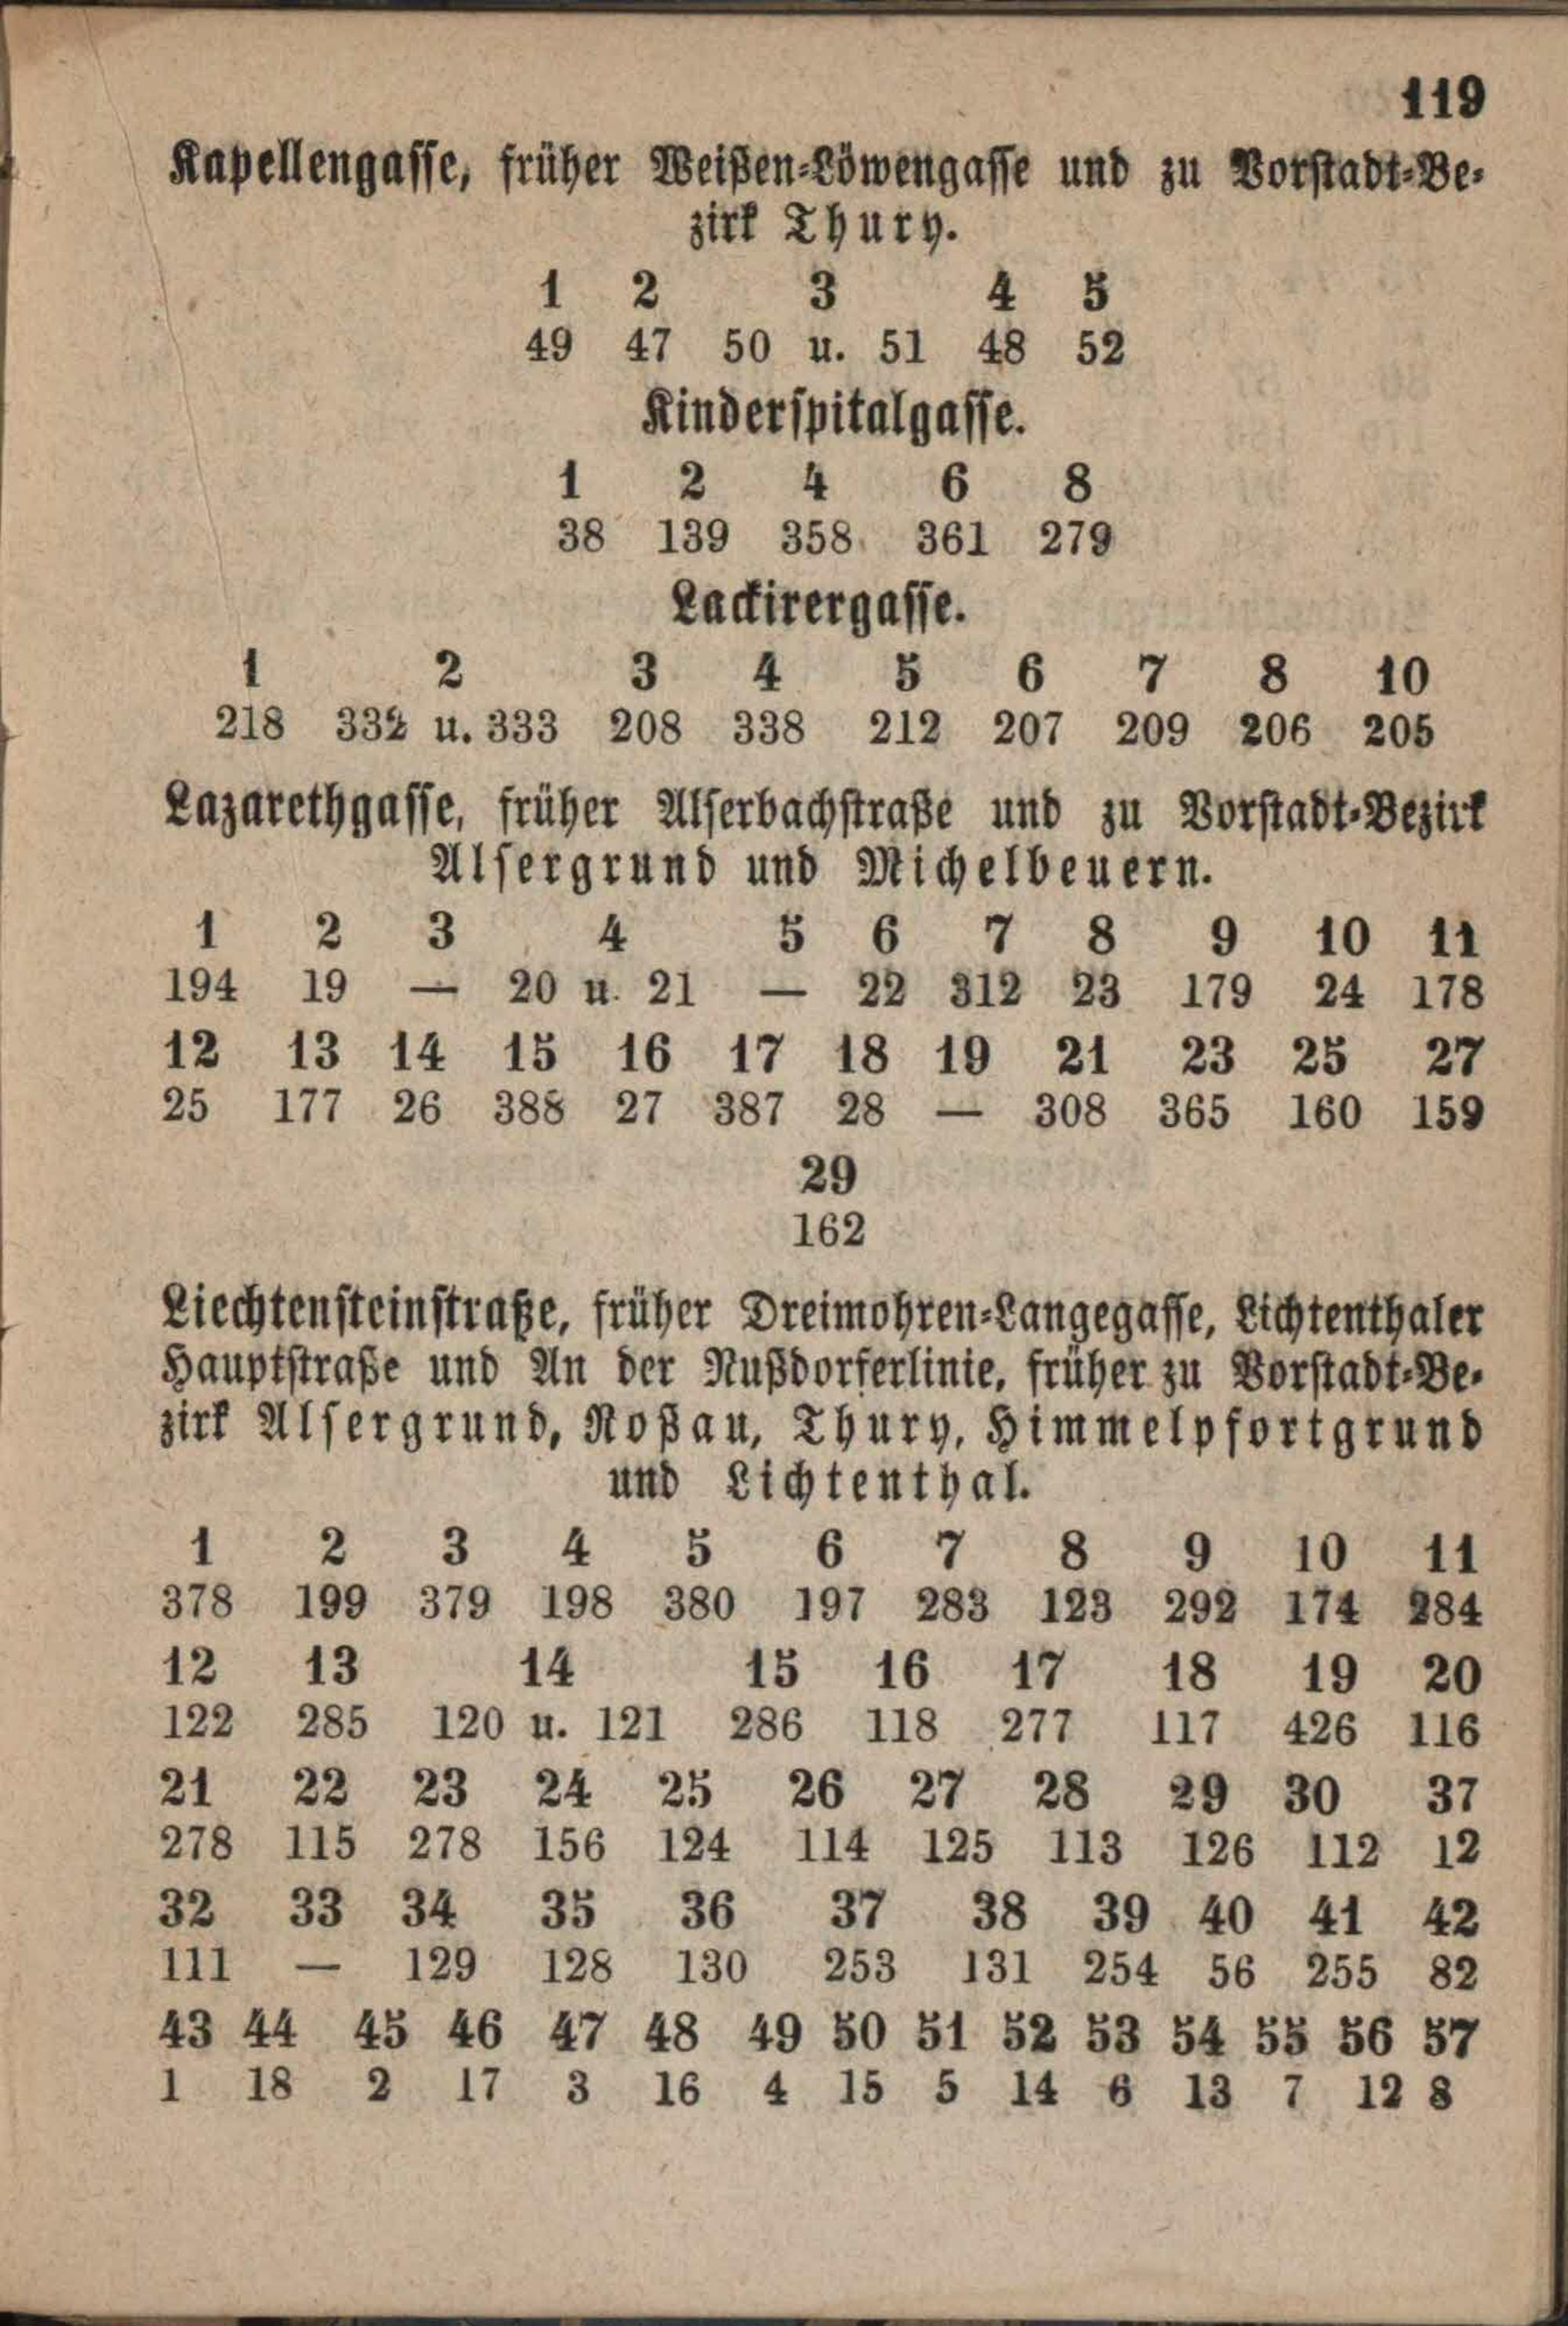 119
Kapellengasse, früher Weißen-Löwengasse und zu Vorstadt-Be-
zirk Thury.
1 2 3 4 5
49 47 50 u. 51 48 52
Kinderspitalgasse.
1 2 4 6 8
38 139 358 361 279
Lackirergasse.
1 2 3 4 5 6 7 8 10
218 332 u. 333 208 338 212 207 209 206 205
Lazarethgasse, früher Alserbachstraße und zu Vorstadt-Bezirk
Alsergrund und Michelbeuern.
1 2 3 4 5 6 7 8 9 10 11
194 19 — 20 u. 21 — 22 312 23 179 24 178
12 13 14 15 16 17 18 19 21 23 25 27
25 177 26 388 27 387 28 — 308 365 160 159
29
162
Liechtensteinstraße, früher Dreimohren-Langegasse, Lichtenthaler
Hauptstraße und An der Nußdorferlinie, früher zu Vorstadt-Be-
zirk Alsergrund, Roßau, Thury, Himmelpfortgrund
und Lichtenthal.
1 2 3 4 5 6 7 8 9 10 11
378 199 379 198 380 197 283 123 292 174 284
12 13 14 15 16 17 18 19 20
122 285 120 u. 121 286 118 277 117 426 116
21 22 23 24 25 26 27 28 29 30 37
278 115 278 156 124 114 125 113 126 112 12
32 33 34 35 36 37 38 39 40 41 42
111 — 129 128 130 253 131 254 56 255 82
43 44 45 46 47 48 49 50 51 52 53 54 55 56 57
1 18 2 17 3 16 4 15 5 14 6 13 7 12 8